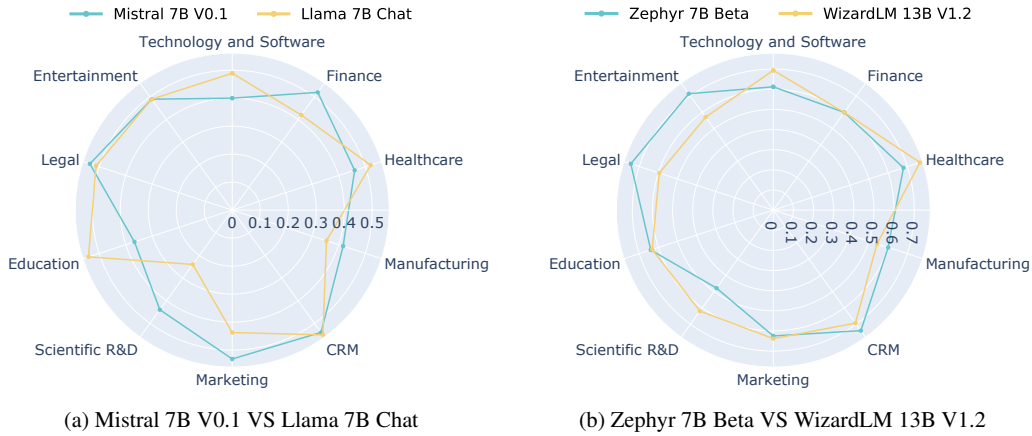 Mistral 7B V0.1
Llama 7B Chat
Technology and Software
Entertainment
Finance
Legal
Healthcare
0 0.1 0.2 0.3 0.4 0.5
Education
Manufacturing
Scientific R&D
CRM
Marketing
(a) Mistral 7B V0.1 VS Llama 7B Chat
Zephyr 7B Beta
WizardLM 13B V1.2
Technology and Software
Entertainment
Finance
Legal
Healthcare
0 0.1 0.2 0.3 0.4 0.5 0.6 0.7
Education
Manufacturing
Scientific R&D
CRM
Marketing
(b) Zephyr 7B Beta VS WizardLM 13B V1.2